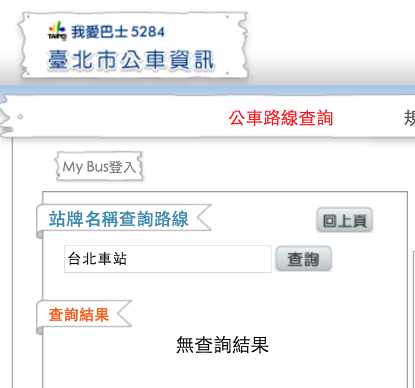 我愛巴士 5284
TAIPEI
臺北市公車資訊
公車路線查詢
規
My Bus登入
站牌名稱查詢路線
回上頁
台北車站
查詢
查詢結果
無查詢結果